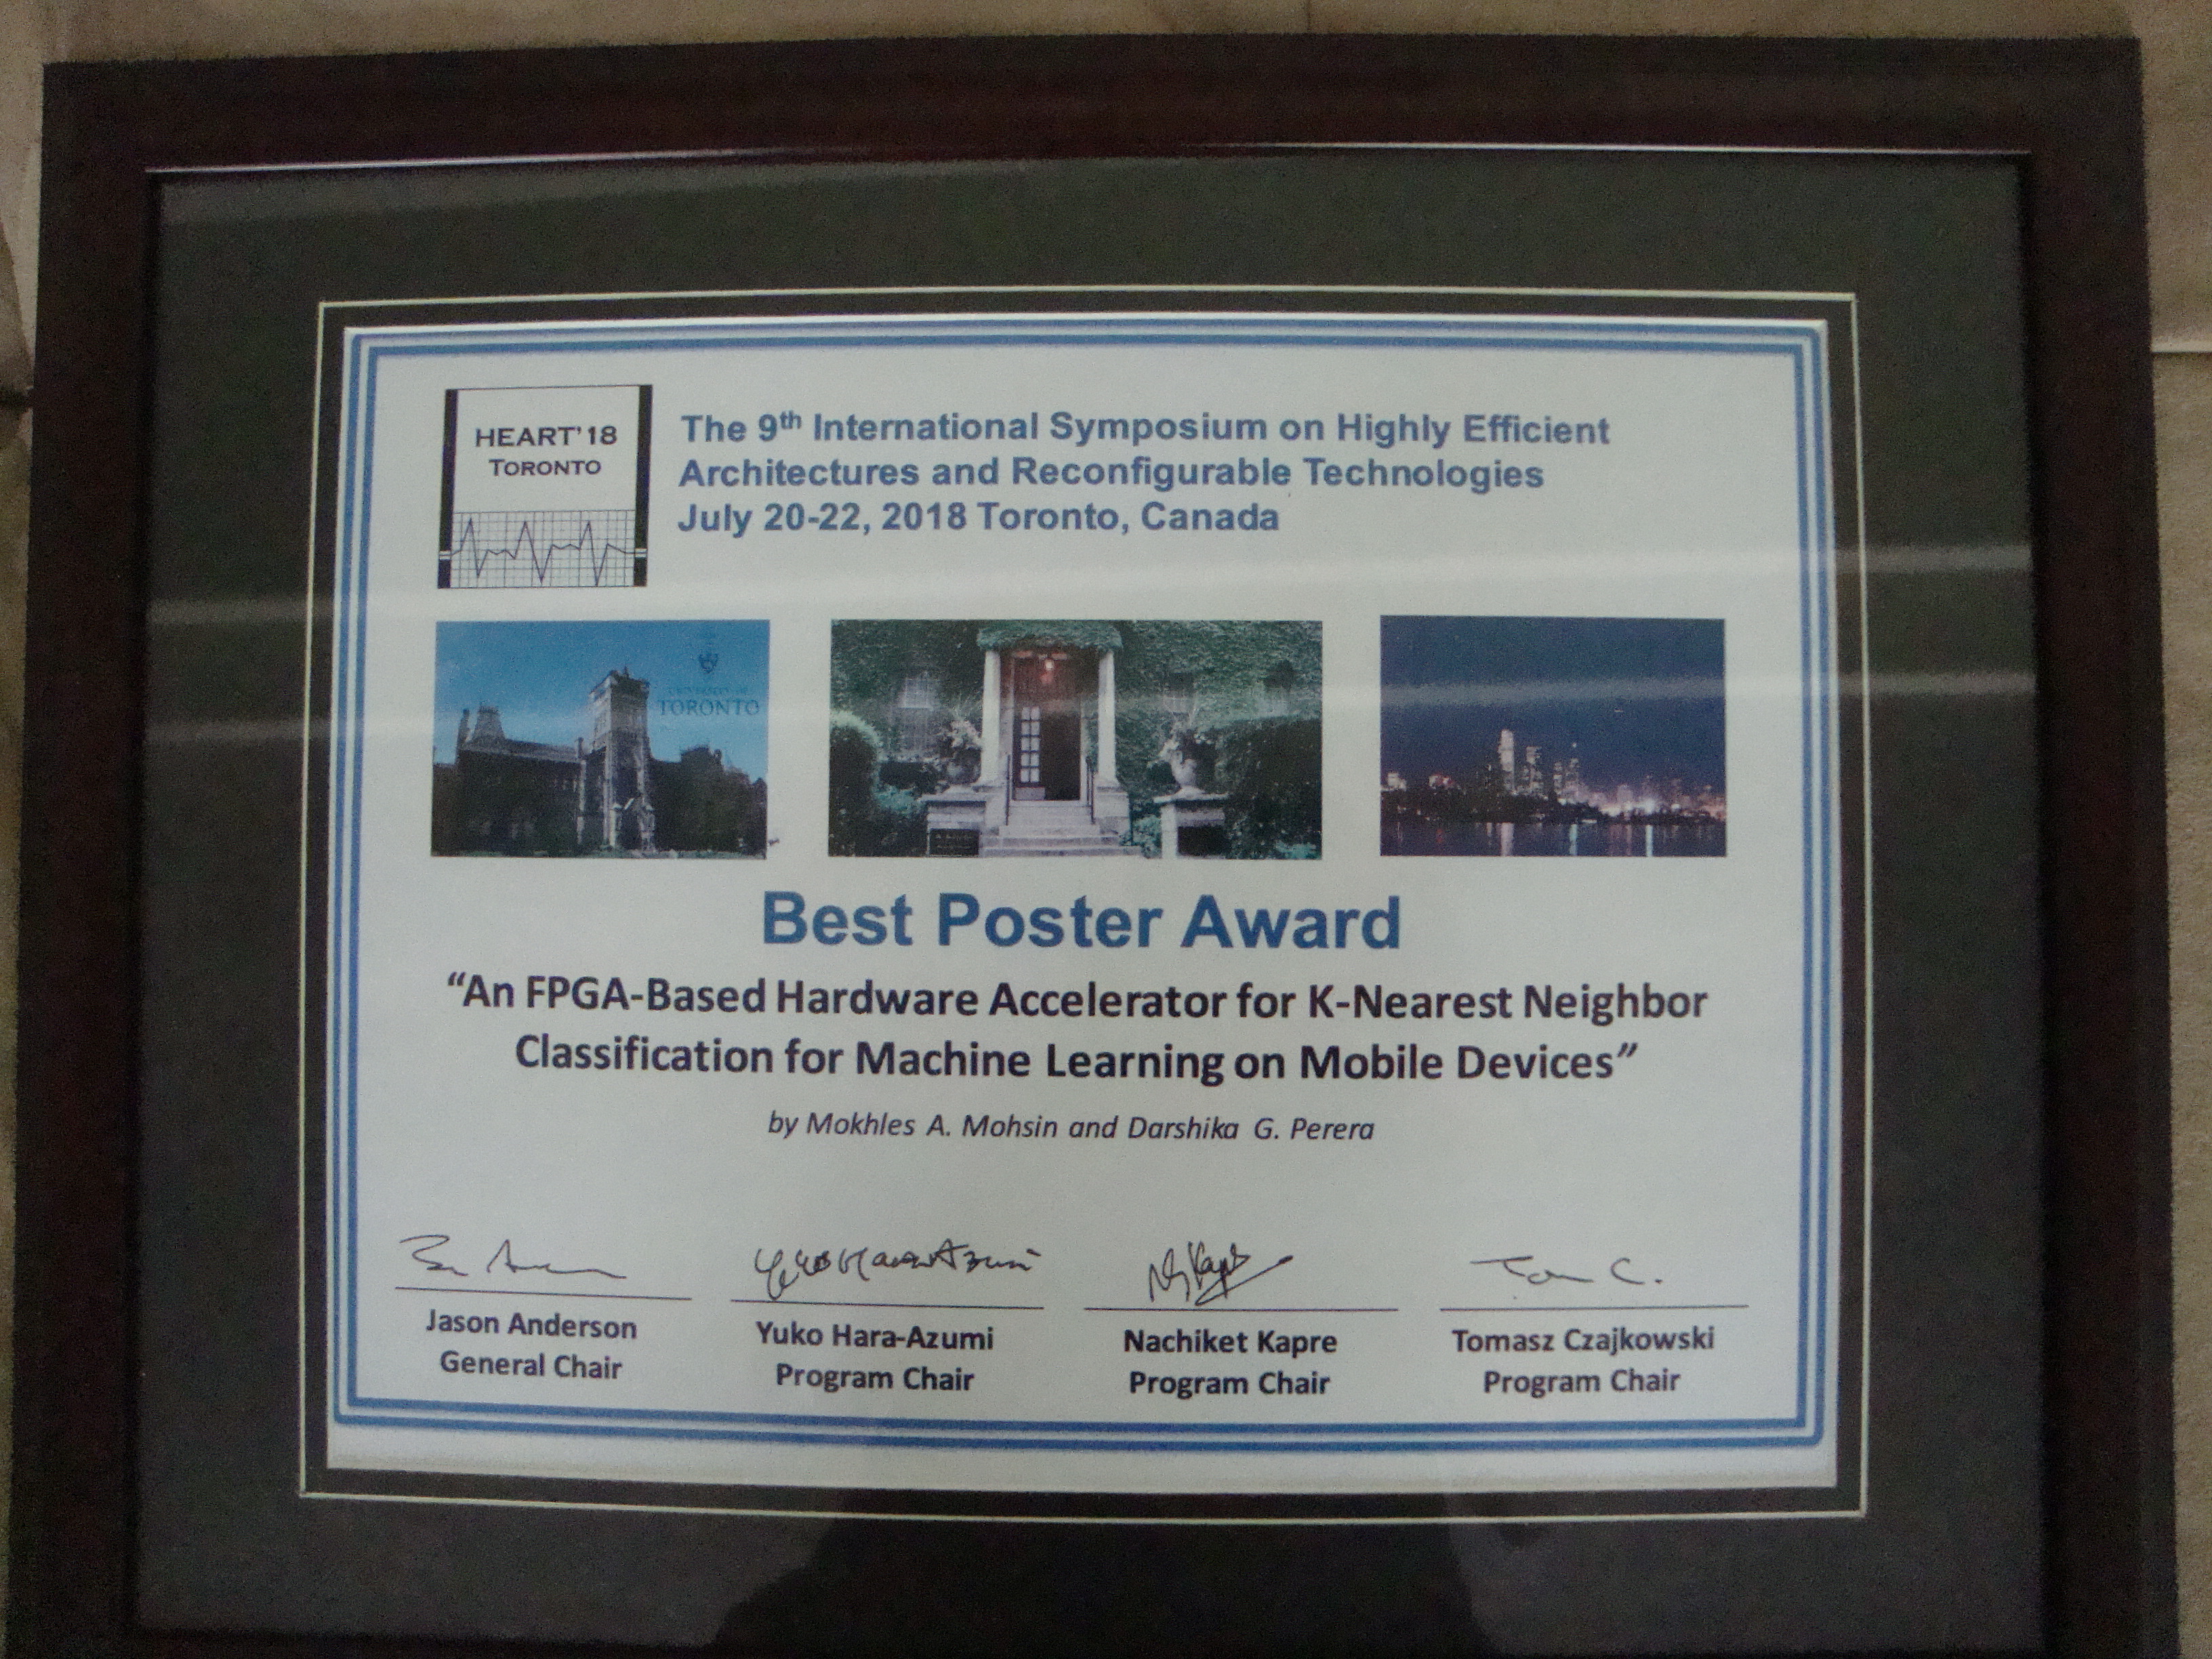 HEART'18
TORONTO
The 9th International Symposium on Highly Efficient
Architectures and Reconfigurable Technologies
July 20-22, 2018 Toronto, Canada
UNIVERSITY OF
TORONTO
Best Poster Award
“An FPGA-Based Hardware Accelerator for K-Nearest Neighbor
Classification for Machine Learning on Mobile Devices”
by Mokhles A. Mohsin and Darshika G. Perera
Jason Anderson
General Chair
Yuko Hara-Azumi
Program Chair
Nachiket Kapre
Program Chair
Tomasz Czajkowski
Program Chair